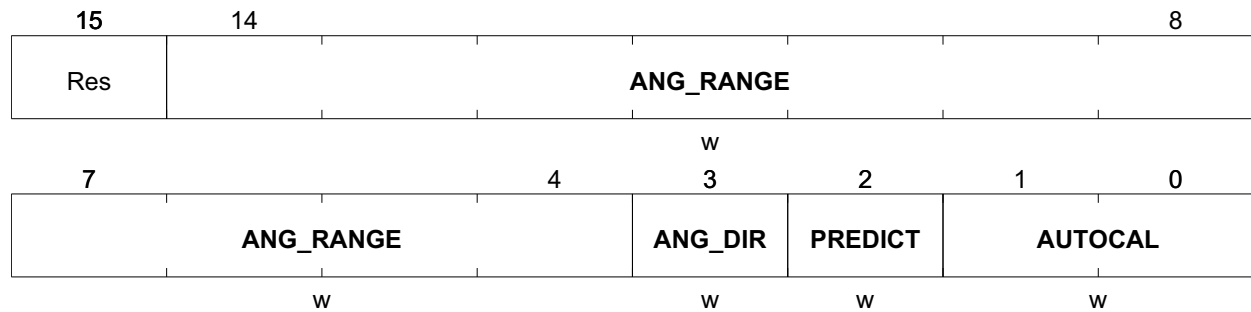 15 14 8
Res ANG_RANGE
w
7 4 3 2 1 0
ANG_RANGE ANG_DIR PREDICT AUTOCAL
w w w w